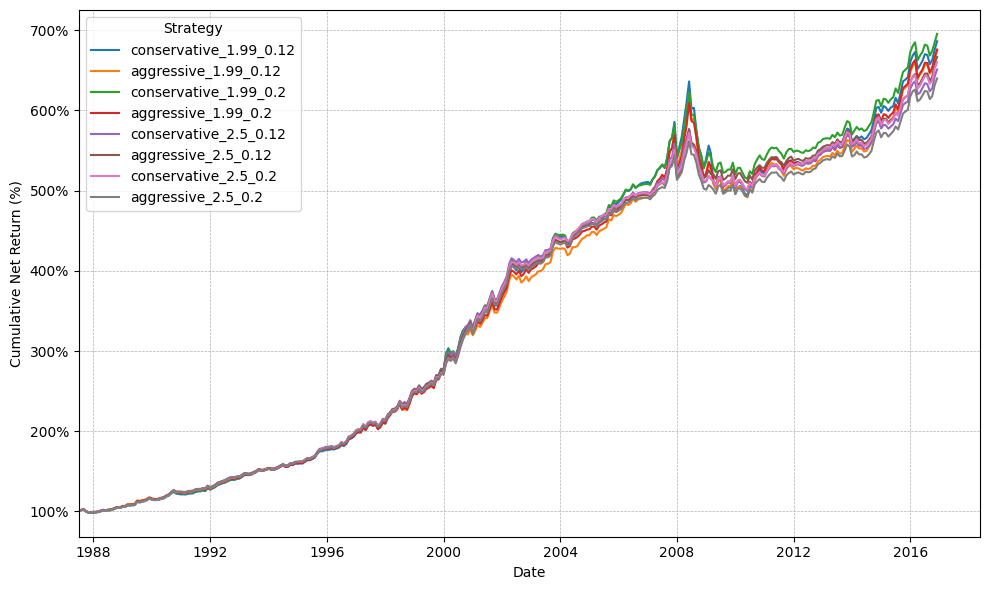 Strategy
conservative_1.99_0.12
aggressive_1.99_0.12
conservative_1.99_0.2
aggressive_1.99_0.2
conservative_2.5_0.12
aggressive_2.5_0.12
conservative_2.5_0.2
aggressive_2.5_0.2
700%
600%
500%
400%
300%
200%
100%
Cumulative Net Return (%)
1988 1992 1996 2000 2004 2008 2012 2016
Date